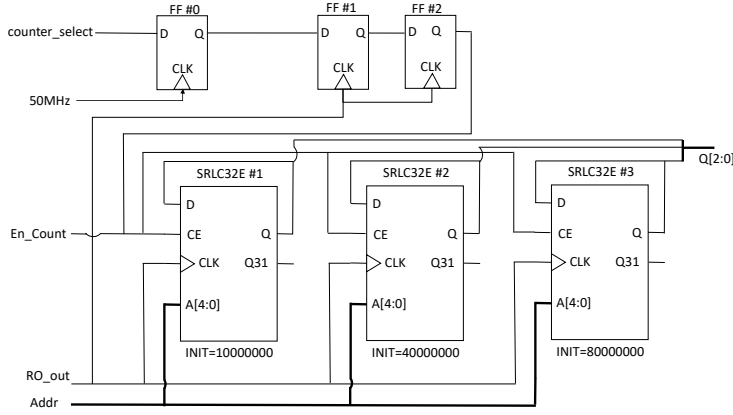 FF #0 FF #1 FF #2
counter_select D Q D Q D Q
CLK CLK CLK
50MHz
Q[2:0]
SRLC32E #1 SRLC32E #2 SRLC32E #3
D D D
En_Count CE Q CE Q CE Q
CLK Q31 CLK Q31 CLK Q31
A[4:0] A[4:0] A[4:0]
INIT=10000000 INIT=40000000 INIT=80000000
RO_out
Addr